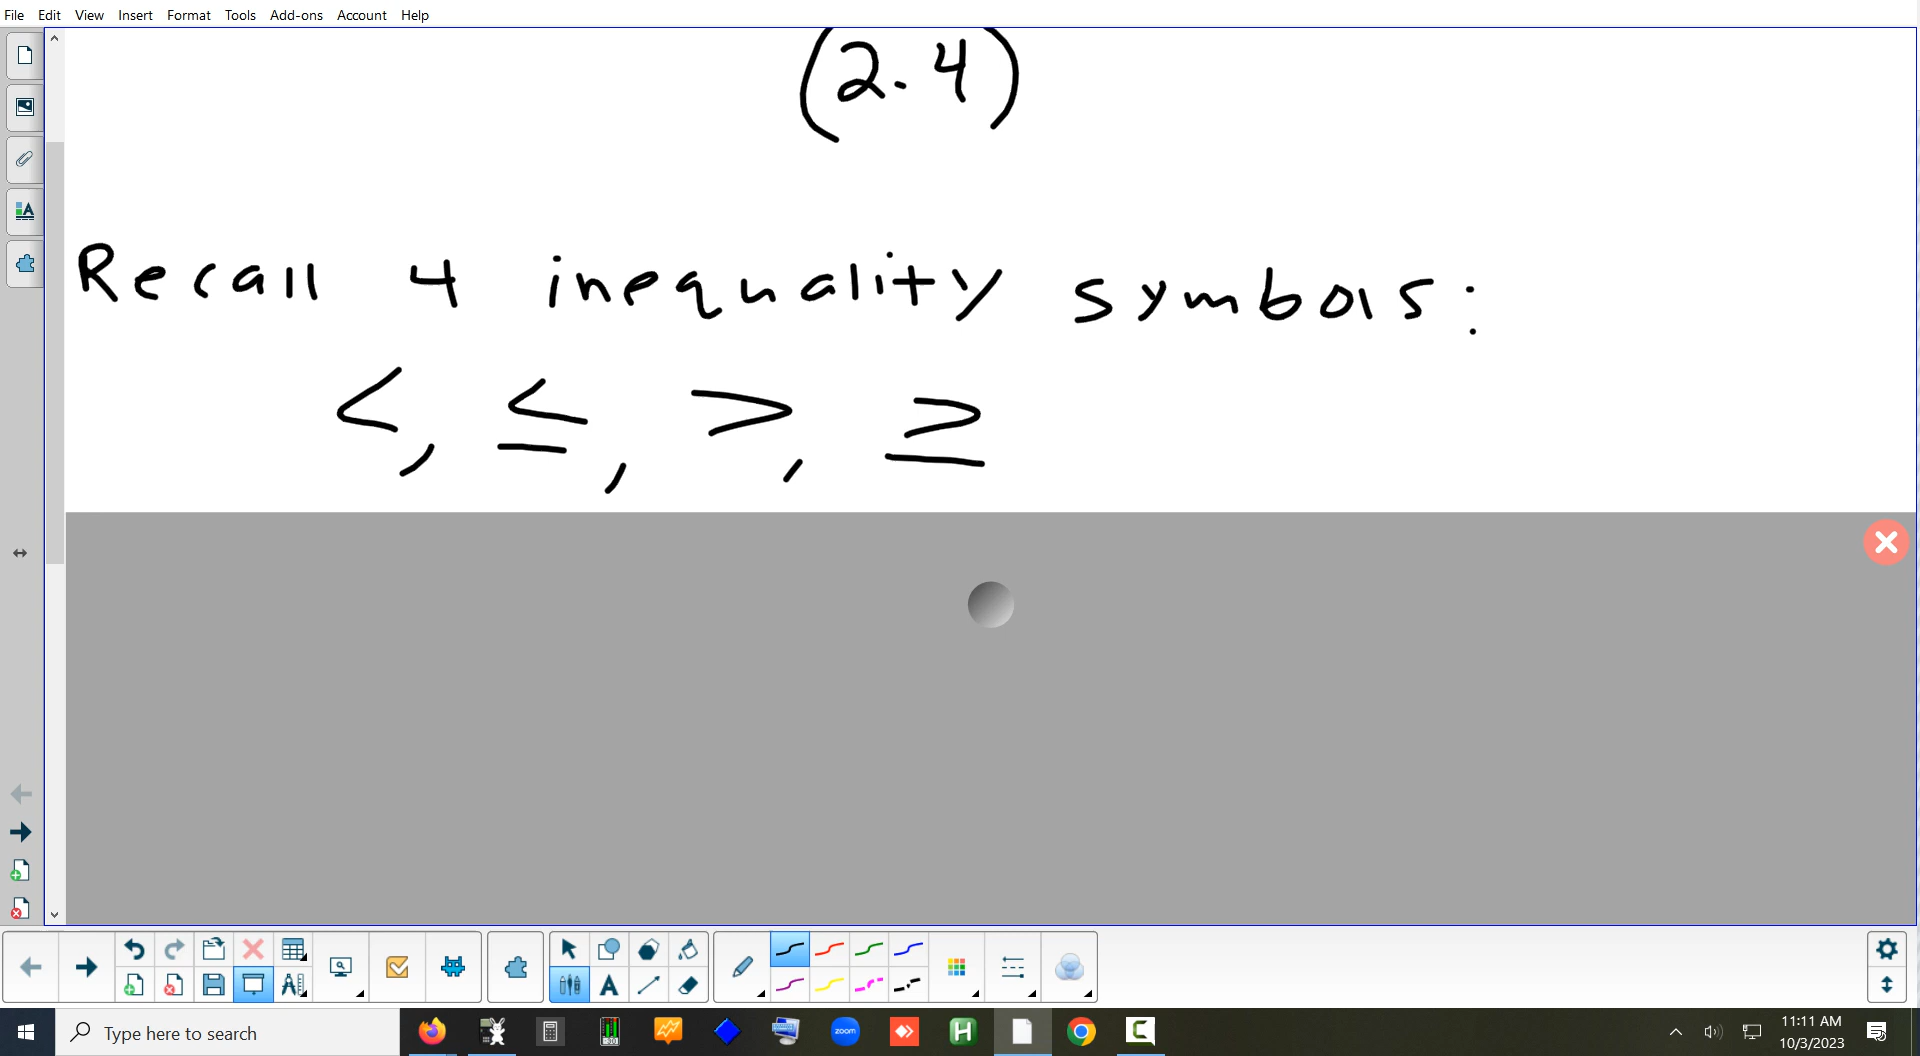 File Edit View Insert Format Tools Add-ons Account Help
(2.4)
Recall 4 inequality symbols:
<, ≤, >, ≥
Type here to search
zoom
11:11 AM
10/3/2023